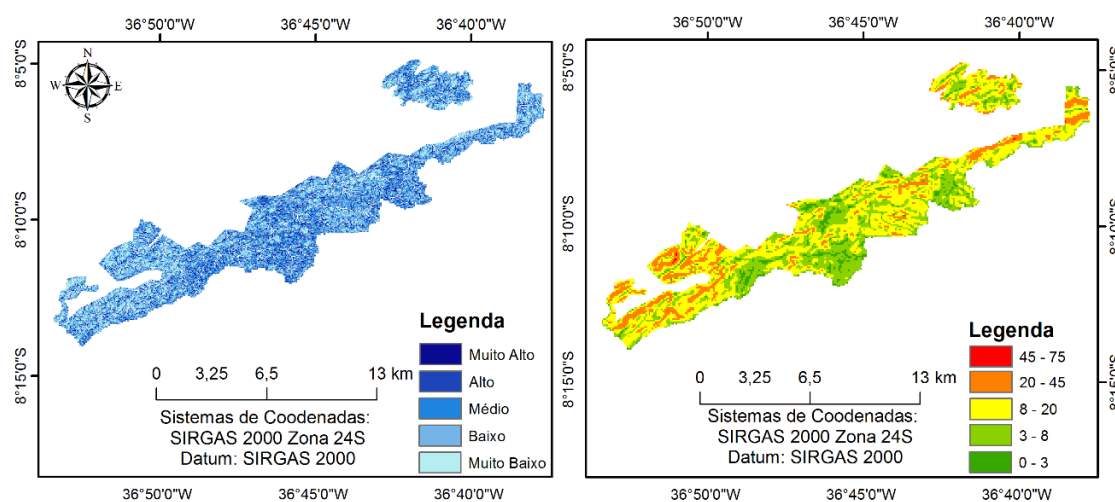 36°50'0"W 36°45'0"W 36°40'0"W
8°5'0"S
N
W E
S
8°10'0"S
8°15'0"S
Legenda
Muito Alto
Alto
Médio
Baixo
Muito Baixo
0 3,25 6,5 13 km
Sistemas de Coodenadas:
SIRGAS 2000 Zona 24S
Datum: SIRGAS 2000
36°50'0"W 36°45'0"W 36°40'0"W
36°50'0"W 36°45'0"W 36°40'0"W
8°5'0"S
8°10'0"S
8°15'0"S
Legenda
45 - 75
20 - 45
8 - 20
3 - 8
0 - 3
0 3,25 6,5 13 km
Sistemas de Coodenadas:
SIRGAS 2000 Zona 24S
Datum: SIRGAS 2000
36°50'0"W 36°45'0"W 36°40'0"W